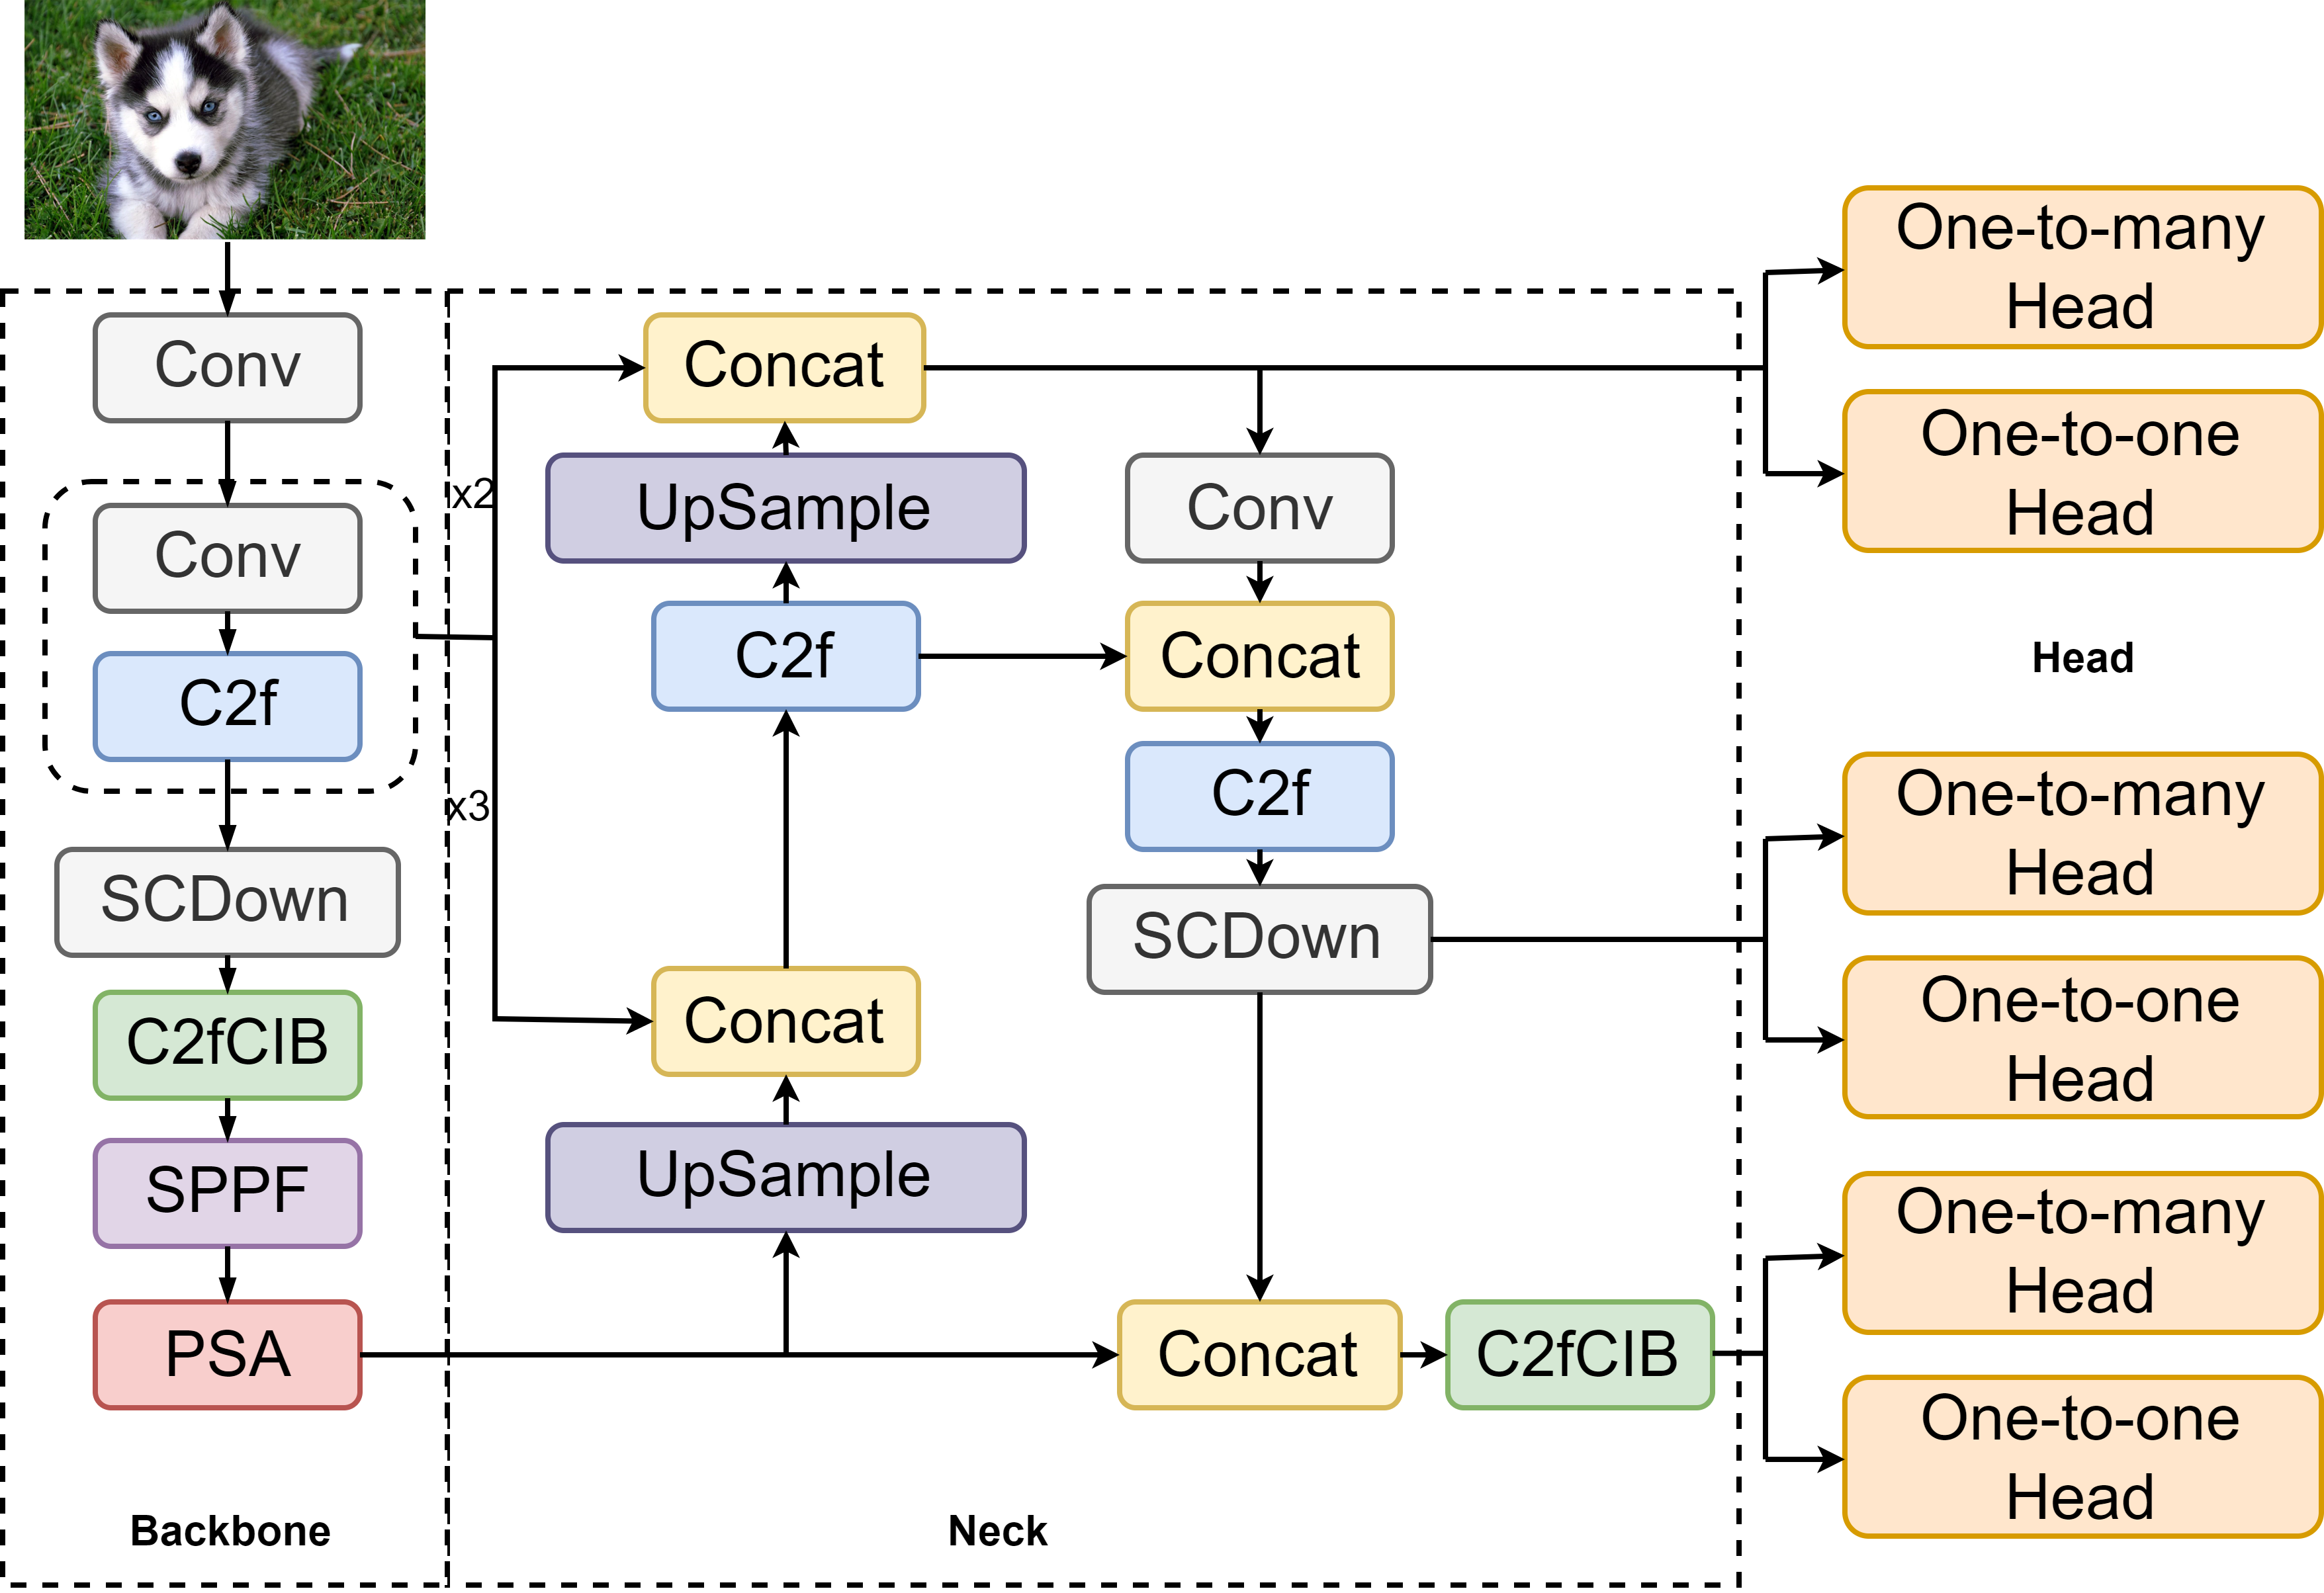 Conv
Conv
C2f
SCDown
C2fCIB
SPPF
PSA
Backbone
x2
x3
Concat
UpSample
C2f
Concat
UpSample
Conv
Concat
C2f
SCDown
Concat
C2fCIB
Neck
One-to-many
Head
One-to-one
Head
Head
One-to-many
Head
One-to-one
Head
One-to-many
Head
One-to-one
Head